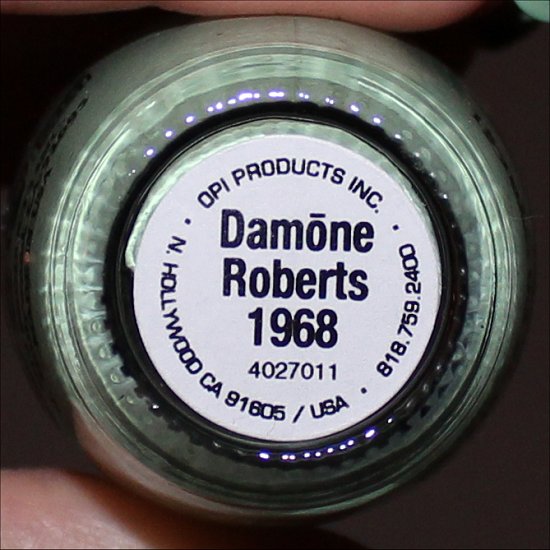 OPI PRODUCTS INC. · 818.759.2400 · N. HOLLYWOOD CA 91605 / USA ·
Damōne
Roberts
1968
4027011